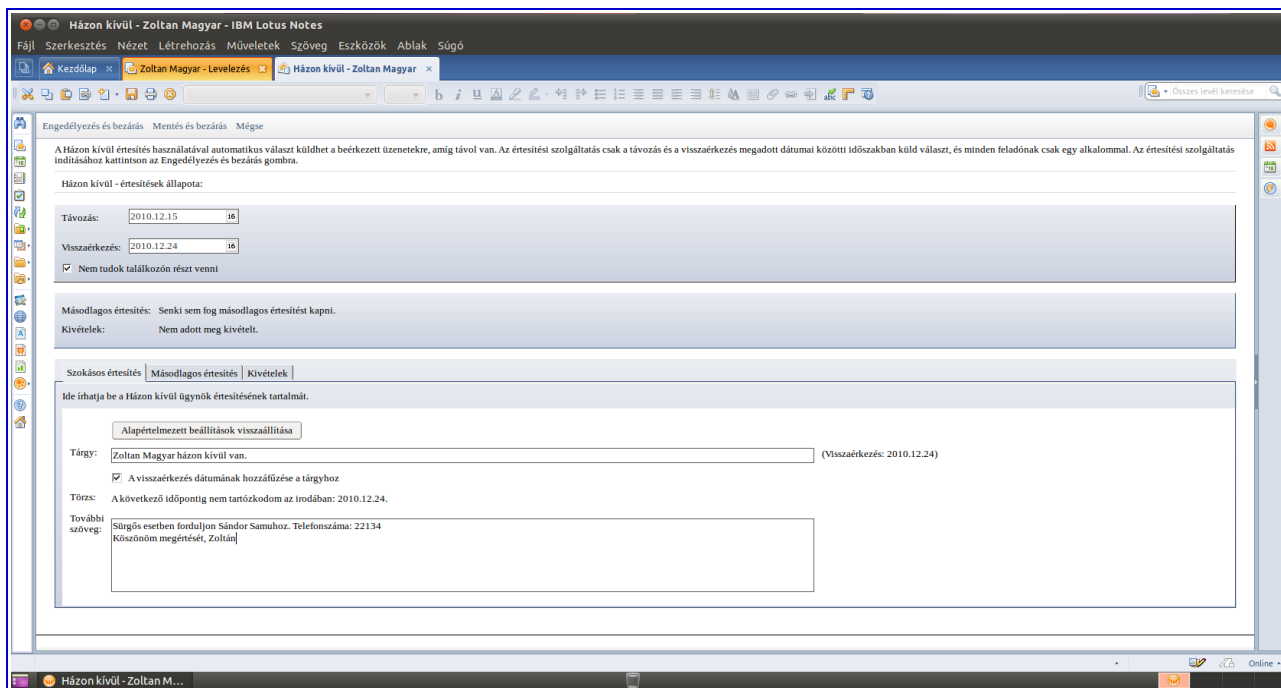 Házon kívül - Zoltan Magyar - IBM Lotus Notes
Fájl Szerkesztés Nézet Létrehozás Műveletek Szöveg Eszközök Ablak Súgó
Kezdőlap Zoltan Magyar - Levelezés Házon kívül - Zoltan Magyar
b i u A abc Összes levél keresése
Engedélyezés és bezárás Mentés és bezárás Mégse
A Házon kívül értesítés használatával automatikus választ küldhet a beérkezett üzenetekre, amíg távol van. Az értesítési szolgáltatás csak a távozás és a visszaérkezés megadott dátumai közötti időszakban küld választ, és minden feladónak csak egy alkalommal. Az értesítési szolgáltatás
indításához kattintson az Engedélyezés és bezárás gombra.
Házon kívül - értesítések állapota:
Távozás: 2010.12.15 16
Visszaérkezés: 2010.12.24 16
Nem tudok találkozón részt venni
Másodlagos értesítés: Senki sem fog másodlagos értesítést kapni.
Kivételek: Nem adott meg kivételt.
Szokásos értesítés Másodlagos értesítés Kivételek
Ide írhatja be a Házon kívül ügynök értesítésének tartalmát.
Alapértelmezett beállítások visszaállítása
Tárgy: Zoltan Magyar házon kívül van. (Visszaérkezés: 2010.12.24)
A visszaérkezés dátumának hozzáfűzése a tárgyhoz
Törzs: A következő időpontig nem tartózkodom az irodában: 2010.12.24.
További
szöveg: Sürgős esetben forduljon Sándor Samuhoz. Telefonszáma: 22134
Köszönöm megértését, Zoltán
Online
Házon kívül - Zoltan M...